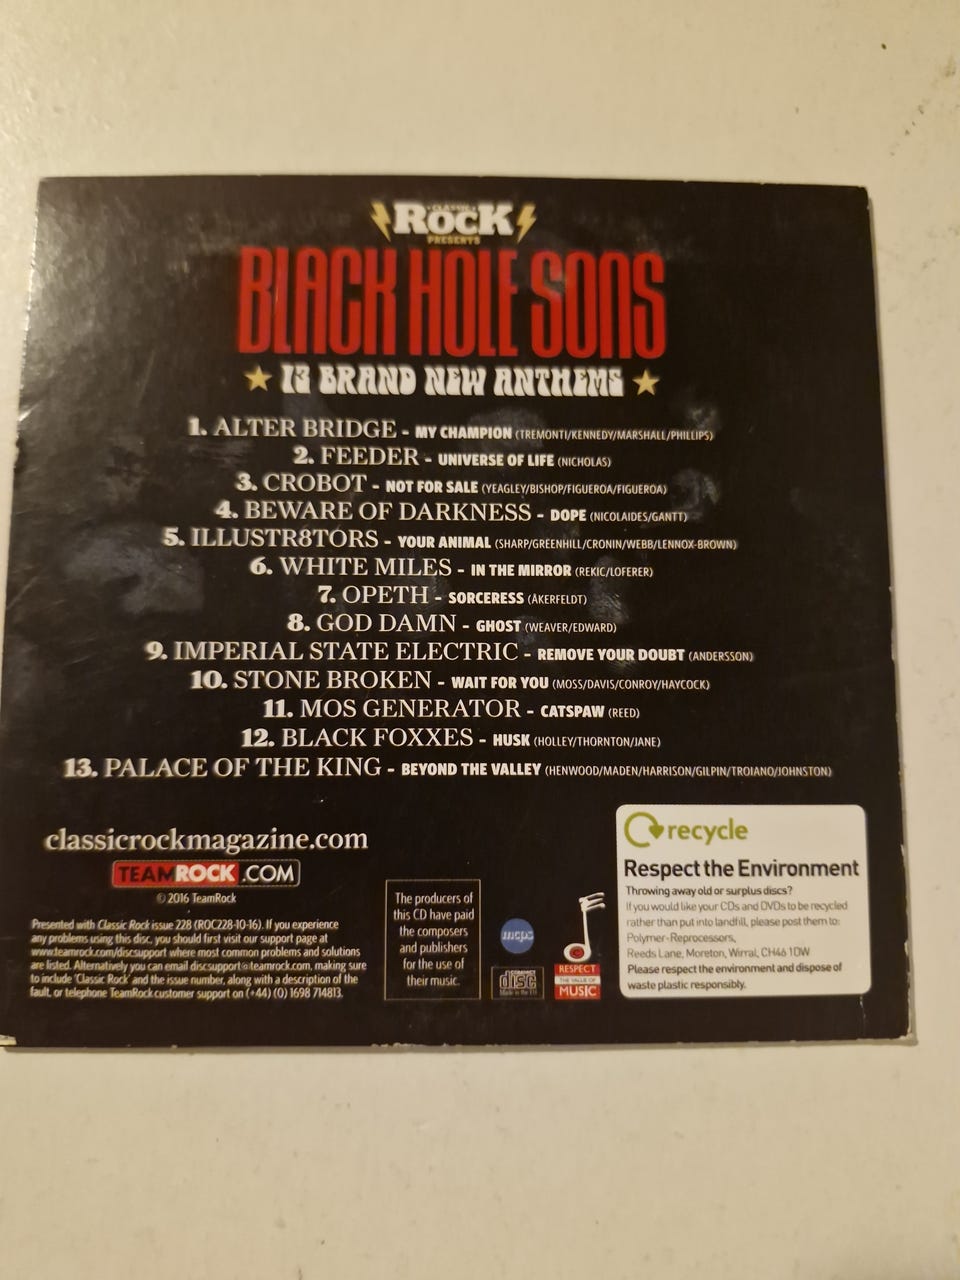 CLASSIC
ROCK
PRESENTS
BLACK HOLE SONS
13 BRAND NEW ANTHEMS
1. ALTER BRIDGE - MY CHAMPION (TREMONTI/KENNEDY/MARSHALL/PHILLIPS)
2. FEEDER - UNIVERSE OF LIFE (NICHOLAS)
3. CROBOT - NOT FOR SALE (YEAGLEY/BISHOP/FIGUEROA/FIGUEROA)
4. BEWARE OF DARKNESS - DOPE (NICOLAIDES/GANTT)
5. ILLUSTR8TORS - YOUR ANIMAL (SHARP/GREENHILL/CRONIN/WEBB/LENNOX-BROWN)
6. WHITE MILES - IN THE MIRROR (REKIC/LOFERER)
7. OPETH - SORCERESS (ÅKERFELDT)
8. GOD DAMN - GHOST (WEAVER/EDWARD)
9. IMPERIAL STATE ELECTRIC - REMOVE YOUR DOUBT (ANDERSSON)
10. STONE BROKEN - WAIT FOR YOU (MOSS/DAVIS/CONROY/HAYCOCK)
11. MOS GENERATOR - CATSPAW (REED)
12. BLACK FOXXES - HUSK (HOLLEY/THORNTON/JANE)
13. PALACE OF THE KING - BEYOND THE VALLEY (HENWOOD/MADEN/HARRISON/GILPIN/TROIANO/JOHNSTON)
classicrockmagazine.com
TEAMROCK.COM
© 2016 TeamRock
Presented with Classic Rock issue 228 (ROC228-10-16). If you experience
any problems using this disc, you should first visit our support page at
www.teamrock.com/discsupport where most common problems and solutions
are listed. Alternatively you can email discsupport@teamrock.com, making sure
to include 'Classic Rock' and the issue number, along with a description of the
fault, or telephone TeamRock customer support on (+44) (0) 1698 714813.
The producers of
this CD have paid
the composers
and publishers
for the use of
their music.
mcps
COMPACT
disc
Made in the EU
RESPECT
THE VALUE OF
MUSIC
recycle
Respect the Environment
Throwing away old or surplus discs?
If you would like your CDs and DVDs to be recycled
rather than put into landfill, please post them to:
Polymer-Reprocessors,
Reeds Lane, Moreton, Wirral, CH46 1DW
Please respect the environment and dispose of
waste plastic responsibly.